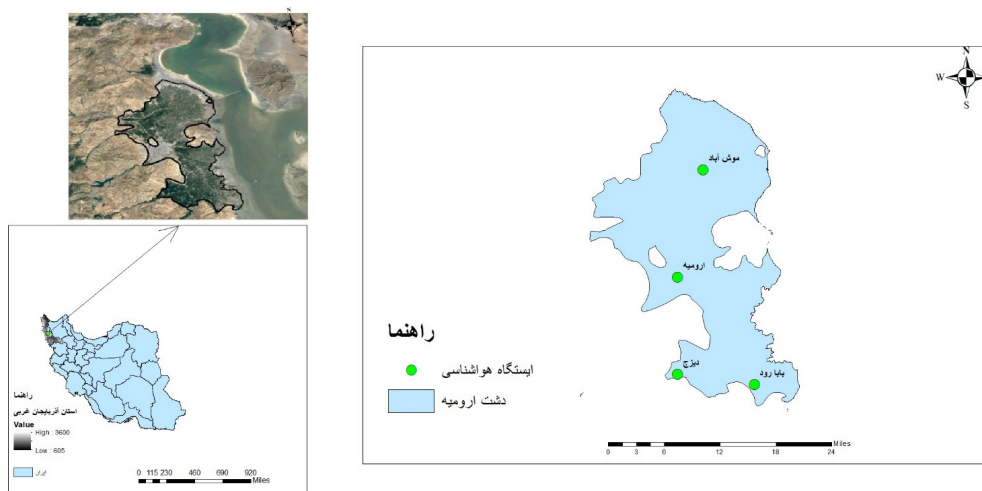 N
W
E
S
راهنما
استان آذربایجان غربی
Value
High : 3600
Low : 605
ایران
0 115 230 460 690 920
Miles
N
W E
S
موش آباد
ارومیه
دیزج
بابا رود
راهنما
ایستگاه هواشناسی
دشت ارومیه
0 3 6 12 18 24
Miles